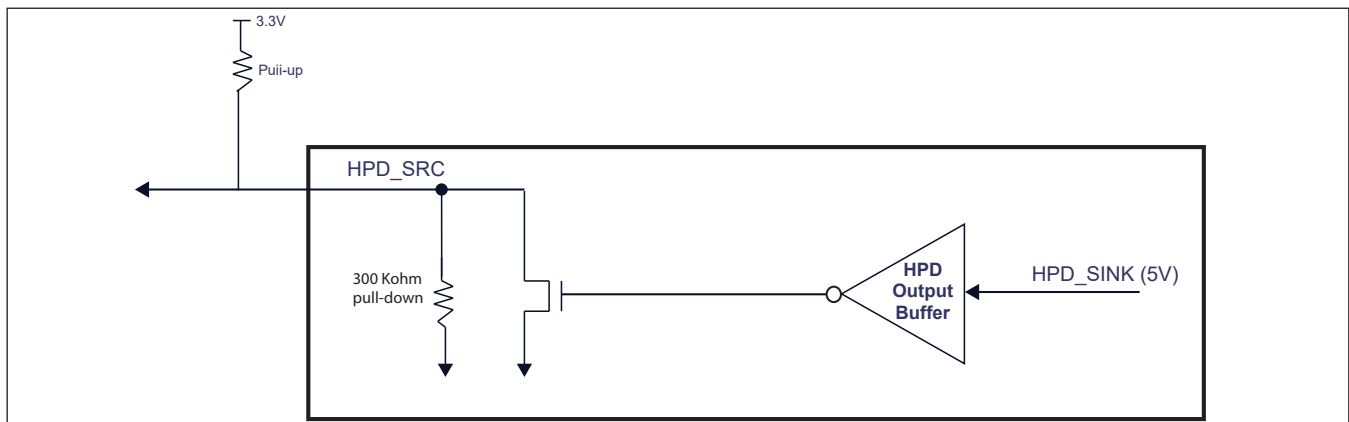 3.3V
Puii-up
HPD_SRC
300 Kohm
pull-down
HPD
Output
Buffer
HPD_SINK (5V)